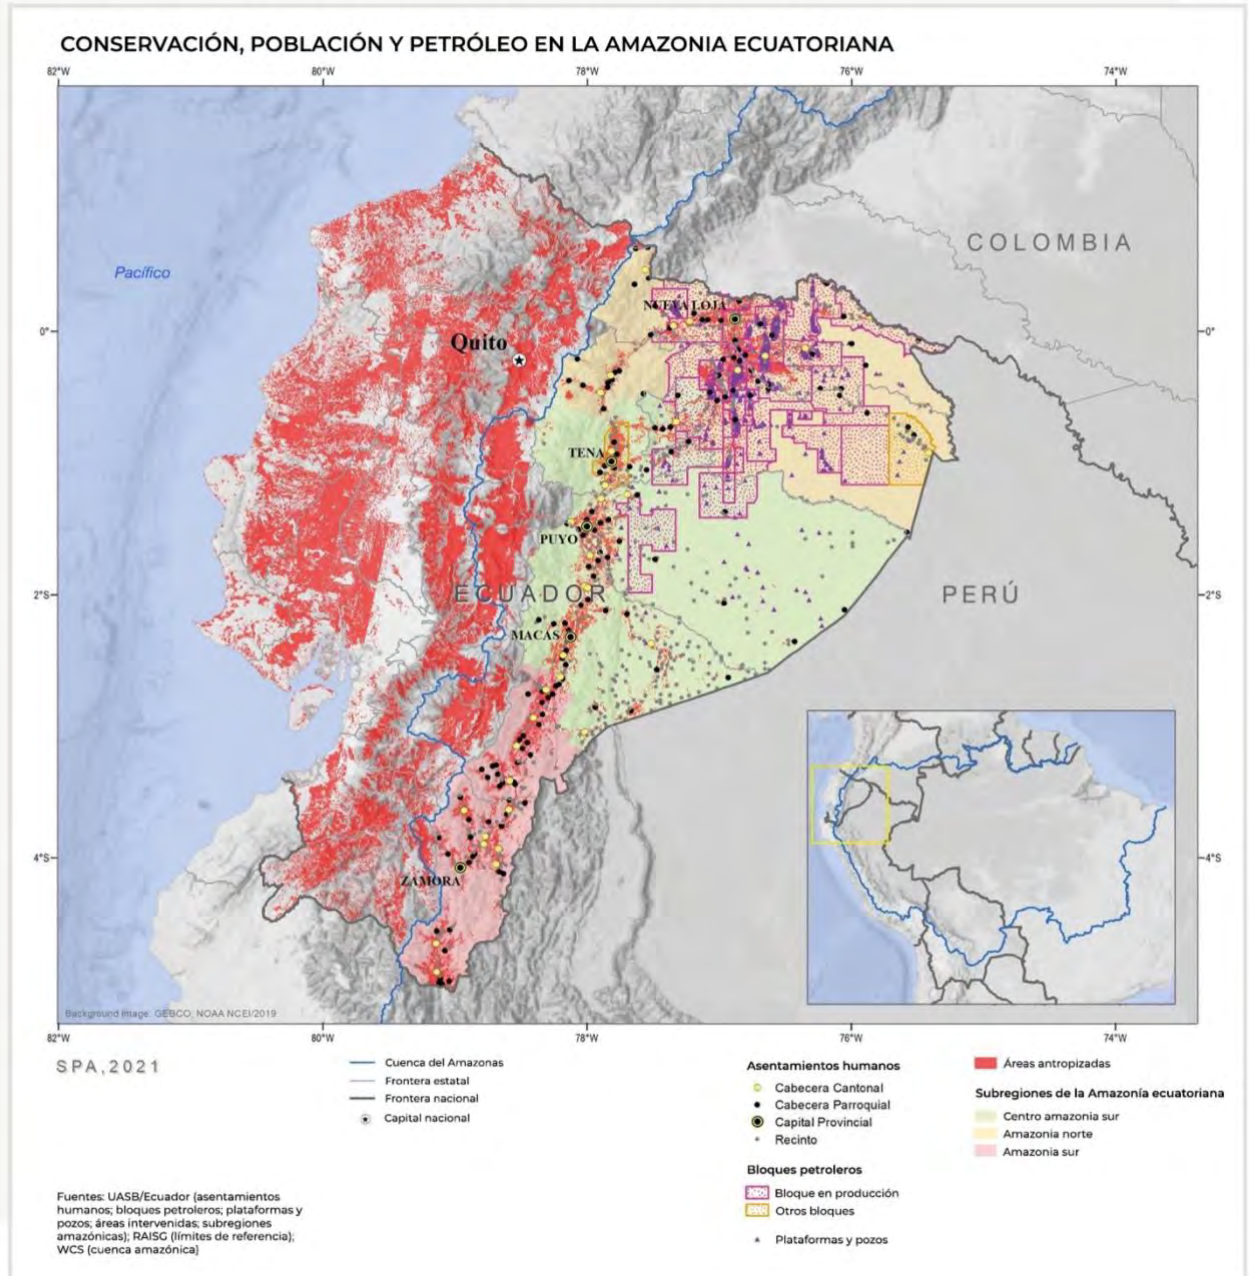 CONSERVACIÓN, POBLACIÓN Y PETRÓLEO EN LA AMAZONIA ECUATORIANA
82°W 80°W 78°W 76°W 74°W
COLOMBIA
Pacífico
NUEVA LOJA
0° 0°
Quito
TENA
PUYO
2°S ECUADOR PERÚ 2°S
MACAS
4°S 4°S
ZAMORA
Background image: GEBCO, NOAA NCEI/2019
82°W 80°W 78°W 76°W 74°W
SPA,2021
Cuenca del Amazonas
Frontera estatal
Frontera nacional
Capital nacional
Asentamientos humanos
Cabecera Cantonal
Cabecera Parroquial
Capital Provincial
Recinto
Bloques petroleros
Bloque en producción
Otros bloques
Plataformas y pozos
Áreas antropizadas
Subregiones de la Amazonía ecuatoriana
Centro amazonia sur
Amazonia norte
Amazonia sur
Fuentes: UASB/Ecuador (asentamientos
humanos; bloques petroleros; plataformas y
pozos; áreas intervenidas; subregiones
amazónicas); RAISG (límites de referencia);
WCS (cuenca amazónica)